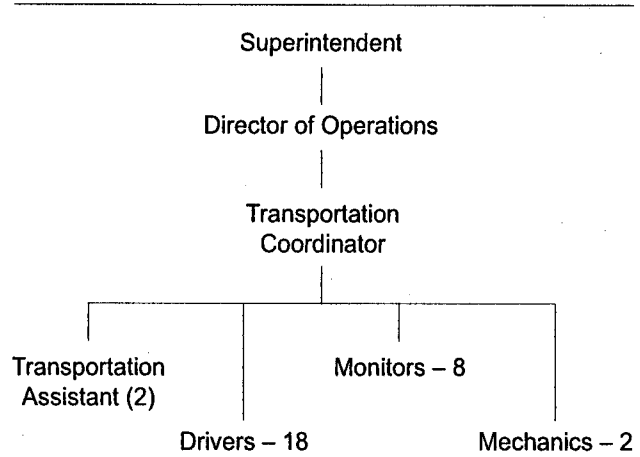 Superintendent
Director of Operations
Transportation
Coordinator
Transportation
Assistant (2)
Monitors – 8
Drivers – 18
Mechanics – 2